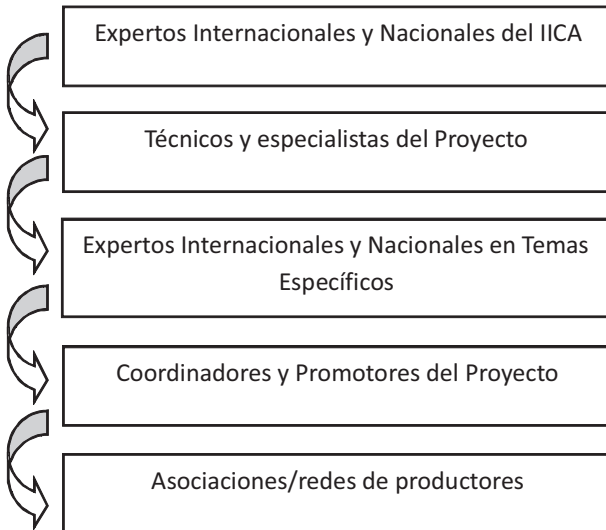 Expertos Internacionales y Nacionales del IICA
Técnicos y especialistas del Proyecto
Expertos Internacionales y Nacionales en Temas
Específicos
Coordinadores y Promotores del Proyecto
Asociaciones/redes de productores